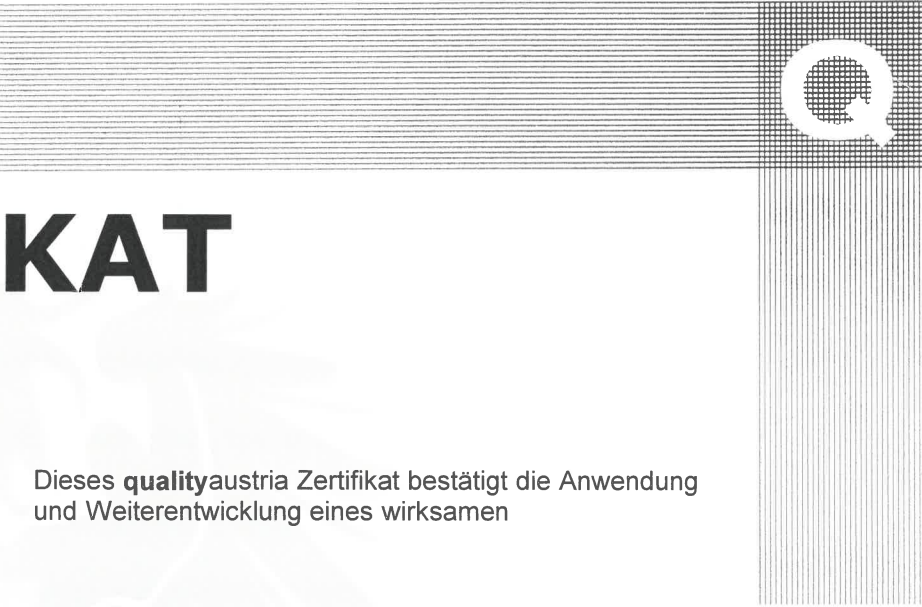 Q
KAT
Dieses qualityaustria Zertifikat bestätigt die Anwendung
und Weiterentwicklung eines wirksamen